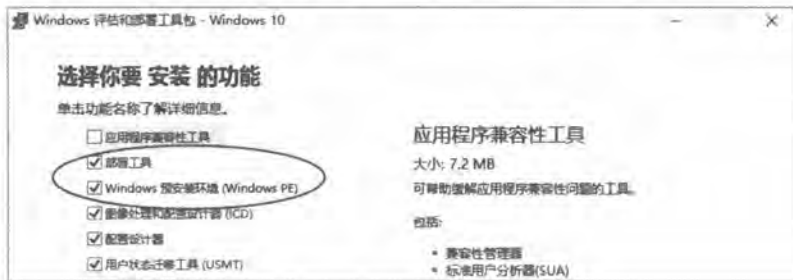 Windows 评估和部署工具包 - Windows 10
选择你要 安装 的功能
单击功能名称了解详细信息。
应用程序兼容性工具
部署工具
Windows 预安装环境 (Windows PE)
图像处理和配置设计器 (ICD)
配置设计器
用户状态迁移工具 (USMT)
应用程序兼容性工具
大小: 7.2 MB
可帮助缓解应用程序兼容性问题的工具。
包括:
• 兼容性管理器
• 标准用户分析器(SUA)